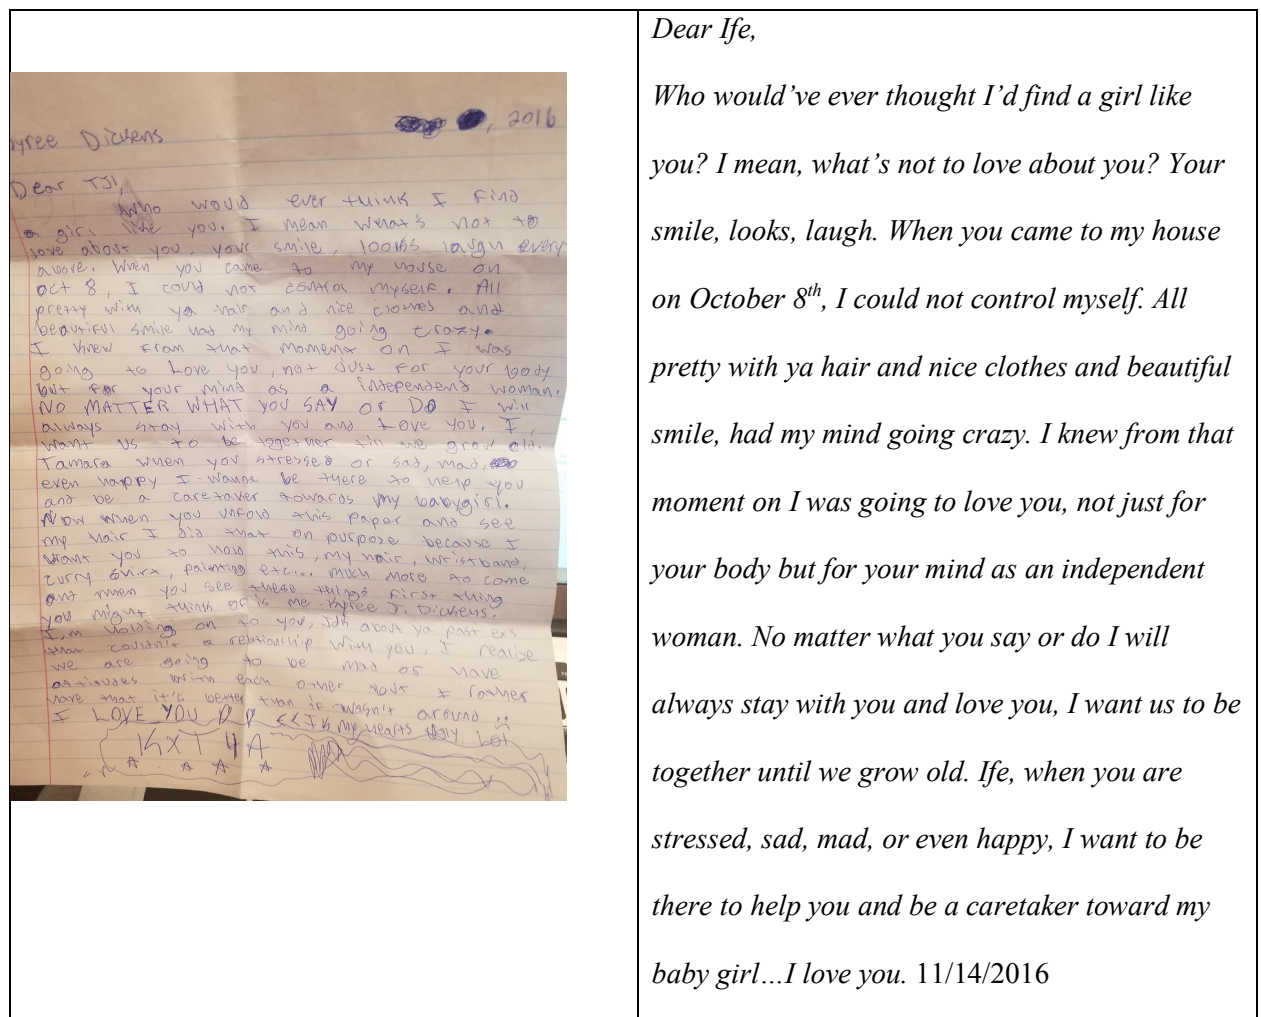 yree Dickens
, 2016
Dear TJI,
Who would ever think I find
a girl like you. I mean what's not to
love about you, your smile, looks laugh every
above. When you came to my house on
oct 8, I could not control myself. All
pretty with ya hair and nice clothes and
beautiful smile had my mind going crazy.
I knew from that moment on I was
going to Love you, not Just for your body
but for your mind as a independent woman.
NO MATTER WHAT you SAY or DO I will
always stay with you and Love you. I
want us to be together till we grow old.
Tamara when you stressed or sad, mad,
even happy I wanna be there to help you
and be a caretaker towards my babygirl.
Now when you unfold this paper and see
my hair I did that on purpose because I
want you to hold this, my hair, wristband,
curry shirt, painting etc... much more to come
and when you see these things first thing
you might think of is me Kyree J. Dickens.
I,m holding on to you, Idk about ya past exs
that couldn't a relationship with you, I realize
we are going to be mad or have
attitudes with each other but I rather
have that it's better than if wasn't around
I LOVE YOU my hearts
KXT 4A
Dear Ife,
Who would've ever thought I'd find a girl like
you? I mean, what's not to love about you? Your
smile, looks, laugh. When you came to my house
on October 8th, I could not control myself. All
pretty with ya hair and nice clothes and beautiful
smile, had my mind going crazy. I knew from that
moment on I was going to love you, not just for
your body but for your mind as an independent
woman. No matter what you say or do I will
always stay with you and love you, I want us to be
together until we grow old. Ife, when you are
stressed, sad, mad, or even happy, I want to be
there to help you and be a caretaker toward my
baby girl…I love you. 11/14/2016